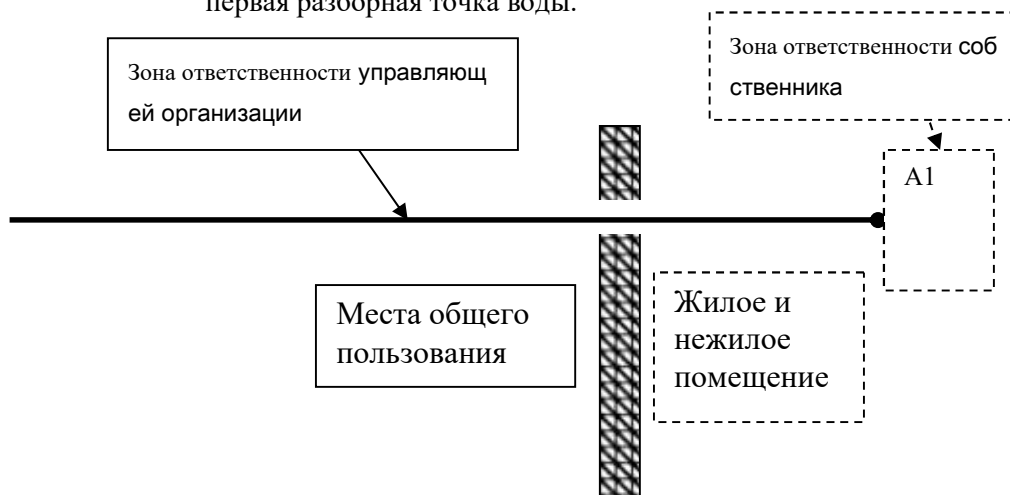 первая разборная точка воды.
Зона ответственности управляющ
ей организации
Зона ответственности соб
ственника
А1
Места общего
пользования
Жилое и
нежилое
помещение